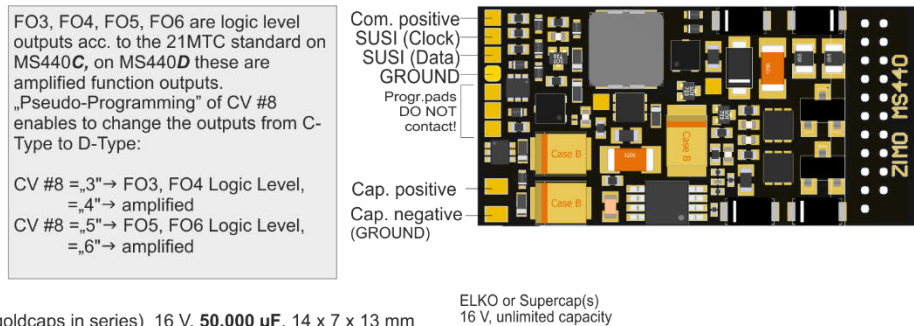 FO3, FO4, FO5, FO6 are logic level
outputs acc. to the 21MTC standard on
MS440C, on MS440D these are
amplified function outputs.
„Pseudo-Programming" of CV #8
enables to change the outputs from C-
Type to D-Type:
CV #8 =„3"→ FO3, FO4 Logic Level,
=„4"→ amplified
CV #8 =„5"→ FO5, FO6 Logic Level,
=„6"→ amplified
Com. positive
SUSI (Clock)
SUSI (Data)
GROUND
Progr.pads
DO NOT
contact!
Cap. positive
Cap. negative
(GROUND)
Case B
Case B
Case B
ZIMO MS440
ELKO or Supercap(s)
16 V, unlimited capacity
goldcaps in series) 16 V, 50.000 µF, 14 x 7 x 13 mm